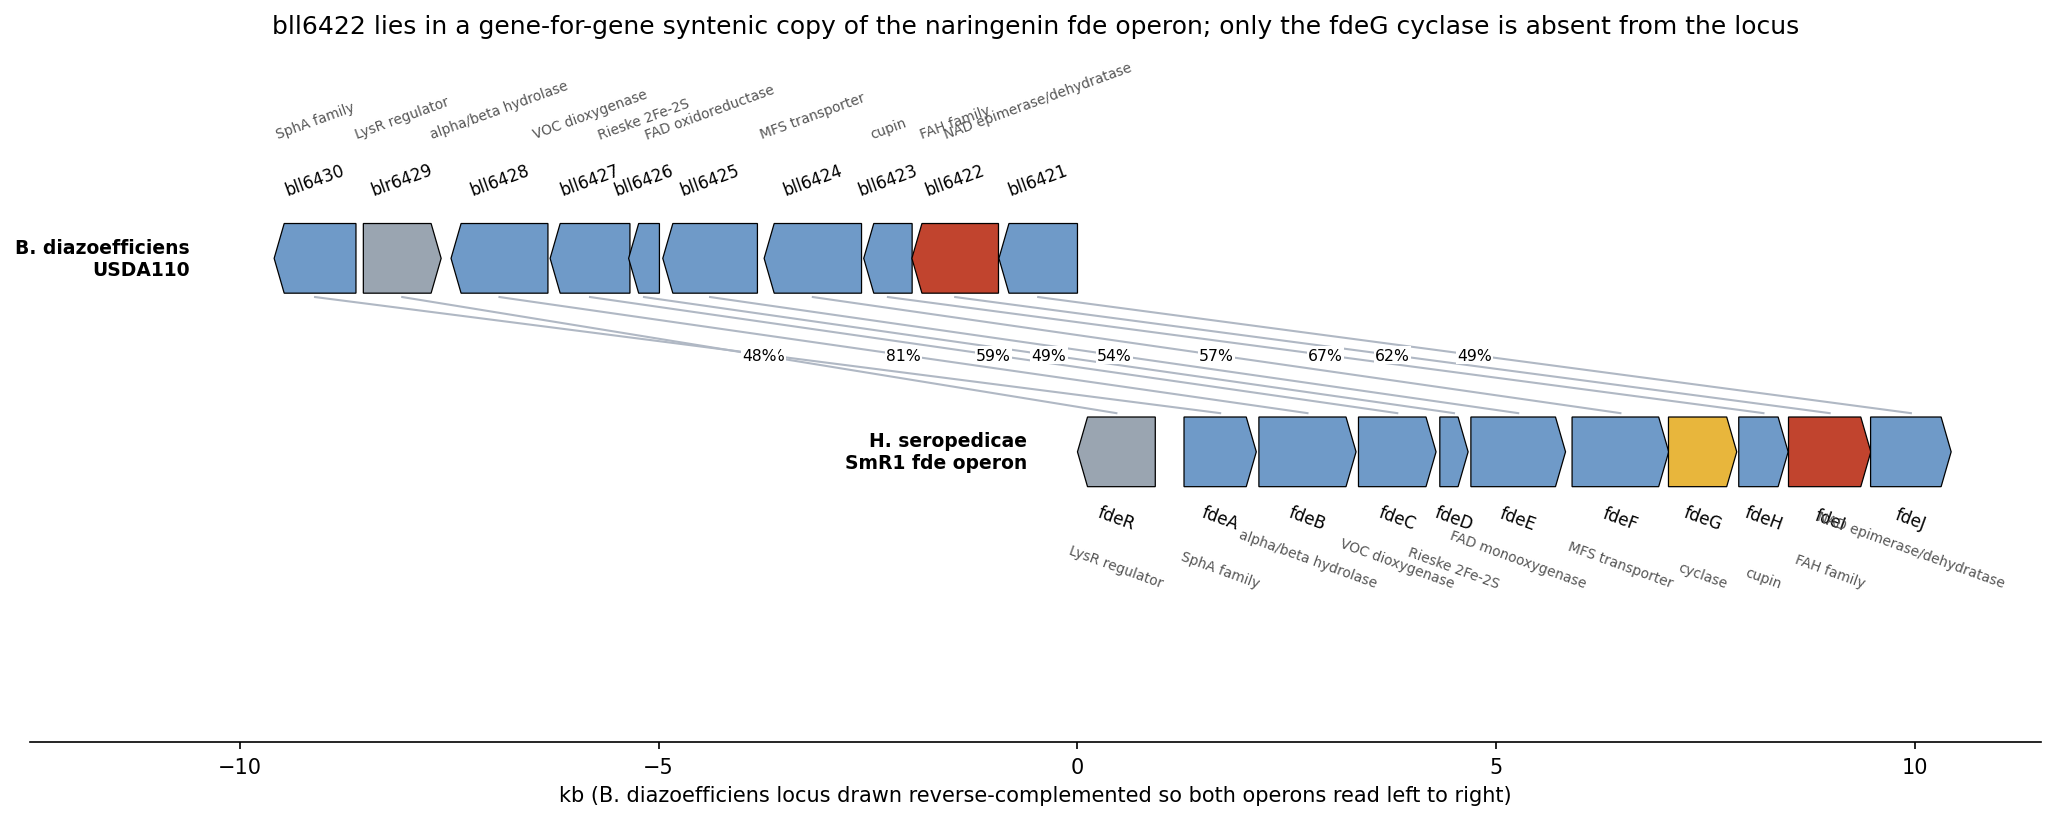 bll6422 lies in a gene-for-gene syntenic copy of the naringenin fde operon; only the fdeG cyclase is absent from the locus
SphA family
LysR regulator
alpha/beta hydrolase
VOC dioxygenase
Rieske 2Fe-2S
FAD oxidoreductase
MFS transporter
cupin
FAH family
NAD epimerase/dehydratase
bll6430
blr6429
bll6428
bll6427
bll6426
bll6425
bll6424
bll6423
bll6422
bll6421
B. diazoefficiens
USDA110
48%
81%
59%
49%
54%
57%
67%
62%
49%
H. seropedicae
SmR1 fde operon
fdeR
fdeA
fdeB
fdeC
fdeD
fdeE
fdeF
fdeG
fdeH
fdeI
fdeJ
LysR regulator
SphA family
alpha/beta hydrolase
VOC dioxygenase
Rieske 2Fe-2S
FAD monooxygenase
MFS transporter
cyclase
cupin
FAH family
NAD epimerase/dehydratase
−10
−5
0
5
10
kb (B. diazoefficiens locus drawn reverse-complemented so both operons read left to right)